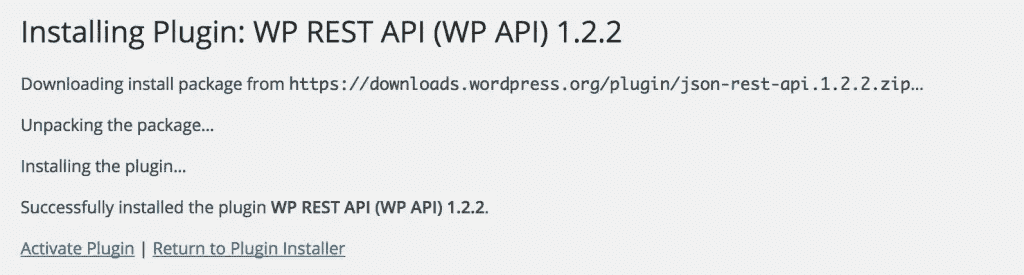 Installing Plugin: WP REST API (WP API) 1.2.2
Downloading install package from https://downloads.wordpress.org/plugin/json-rest-api.1.2.2.zip…
Unpacking the package…
Installing the plugin…
Successfully installed the plugin WP REST API (WP API) 1.2.2.
Activate Plugin | Return to Plugin Installer